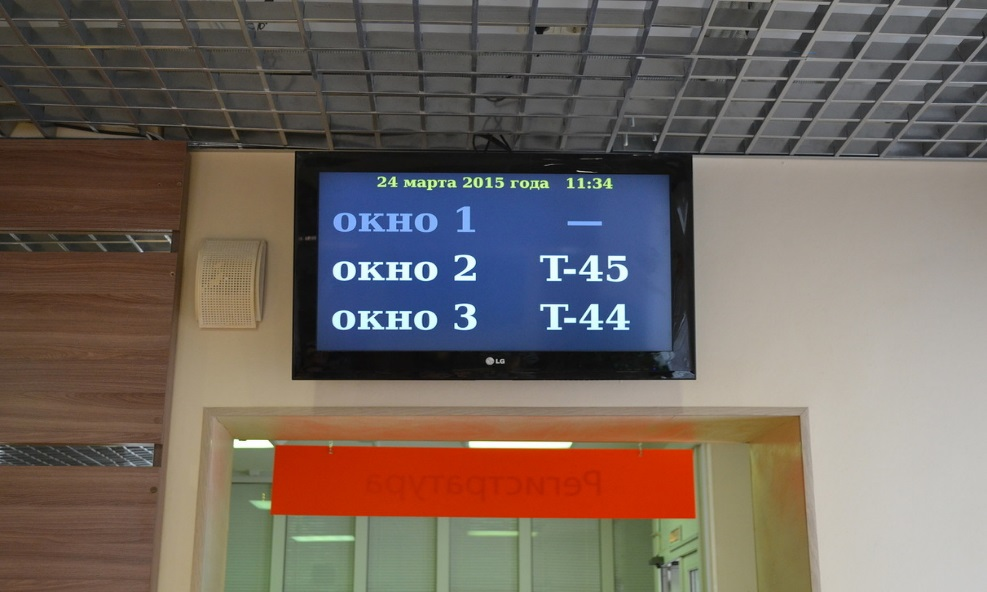 24 марта 2015 года 11:34
окно 1 —
окно 2 Т-45
окно 3 Т-44
LG
Регистратура